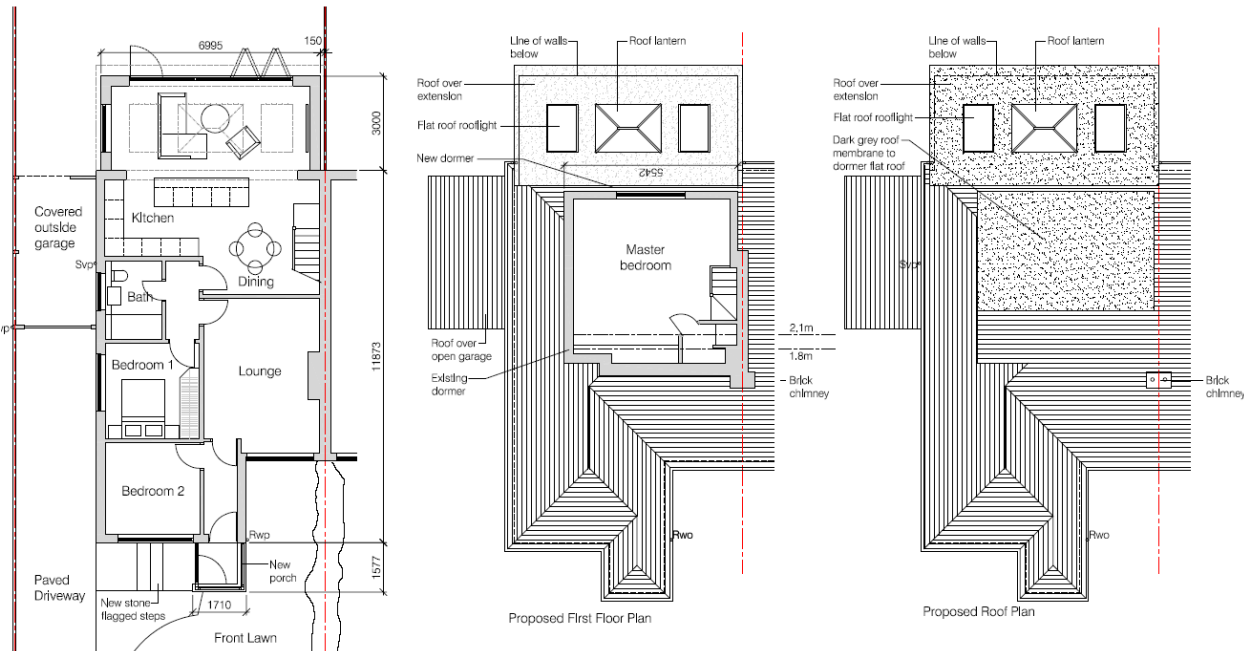 6995
150
3000
Covered
outside
garage
Kitchen
Svp
Dining
Bath
Bedroom 1
Lounge
11873
Bedroom 2
Rwp
New
porch
1577
Paved
Driveway
New stone
flagged steps
1710
Front Lawn
Line of walls
below
Roof lantern
Roof over
extension
Flat roof rooflight
New dormer
5542
Master
bedroom
2,1m
1.8m
Roof over
open garage
Existing
dormer
Brick
chimney
Rwo
Proposed First Floor Plan
Line of walls
below
Roof lantern
Roof over
extension
Flat roof rooflight
Dark grey roof
membrane to
dormer flat roof
Svp
Brick
chimney
Rwo
Proposed Roof Plan